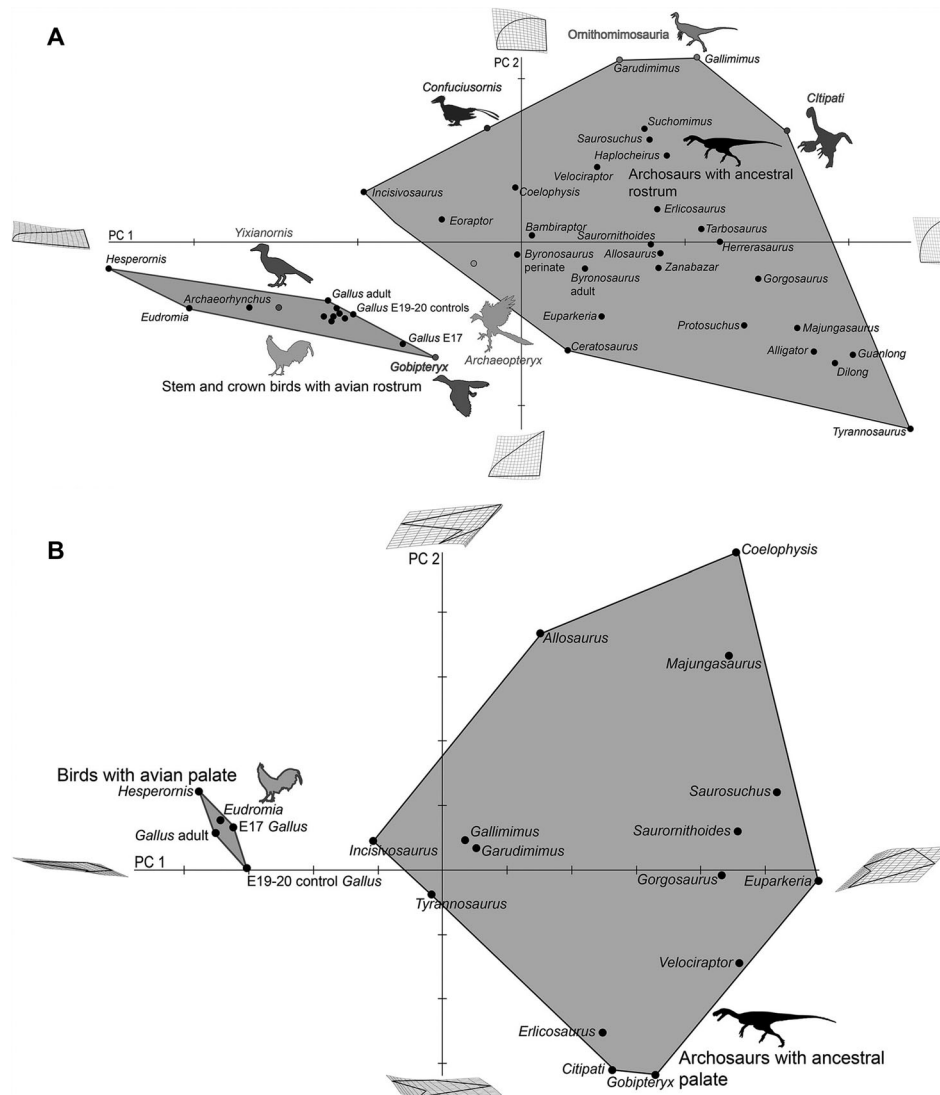 A
PC 2
Ornithomimosauria
Garudimimus
Gallimimus
Confuciusornis
CItipati
Suchomimus
Saurosuchus
Haplocheirus
Velociraptor
Archosaurs with ancestral
rostrum
Incisivosaurus
Coelophysis
Eoraptor
Erlicosaurus
Bambiraptor
Tarbosaurus
PC 1
Saurornithoides
Herrerasaurus
Yixianornis
Byronosaurus
perinate
Allosaurus
Hesperornis
Zanabazar
Byronosaurus
adult
Gorgosaurus
Gallus adult
Archaeorhynchus
Gallus E19-20 controls
Eudromia
Euparkeria
Protosuchus
Majungasaurus
Gallus E17
Archaeopteryx
Ceratosaurus
Alligator
Guanlong
Gobipteryx
Dilong
Stem and crown birds with avian rostrum
Tyrannosaurus
B
PC 2
Coelophysis
Allosaurus
Majungasaurus
Birds with avian palate
Hesperornis
Saurosuchus
Eudromia
E17 Gallus
Gallus adult
Gallimimus
Saurornithoides
Incisivosaurus
Garudimimus
PC 1
E19-20 control Gallus
Gorgosaurus
Euparkeria
Tyrannosaurus
Velociraptor
Erlicosaurus
Archosaurs with ancestral
palate
Citipati
Gobipteryx